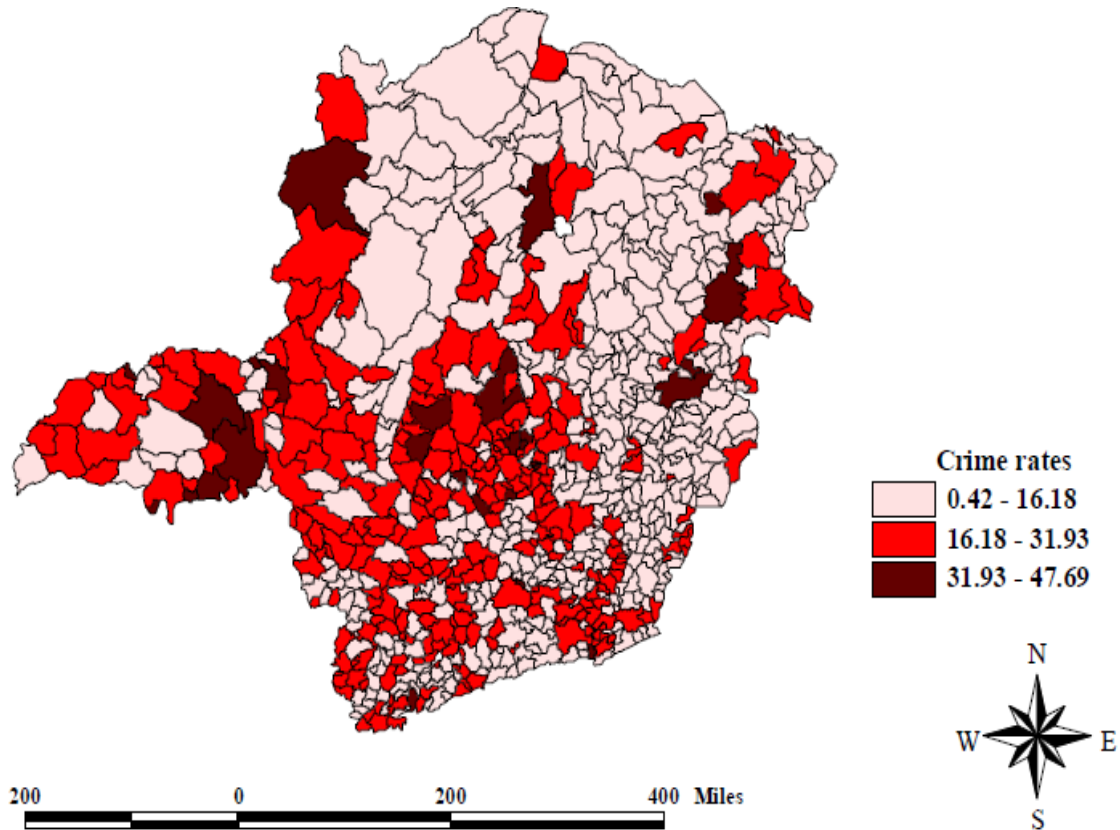 Crime rates
0.42 - 16.18
16.18 - 31.93
31.93 - 47.69
N
W E
S
200 0 200 400 Miles